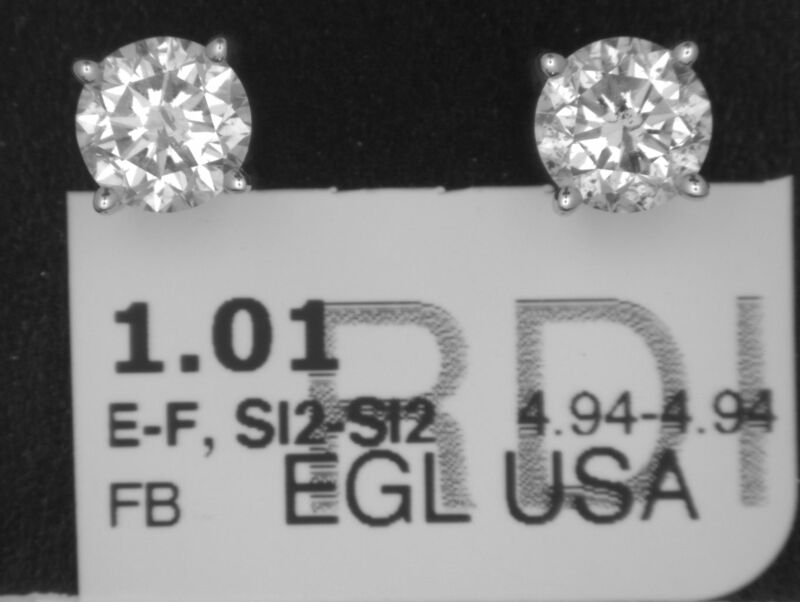 RDI
1.01
E-F, SI2-SI2 4.94-4.94
FB EGL USA